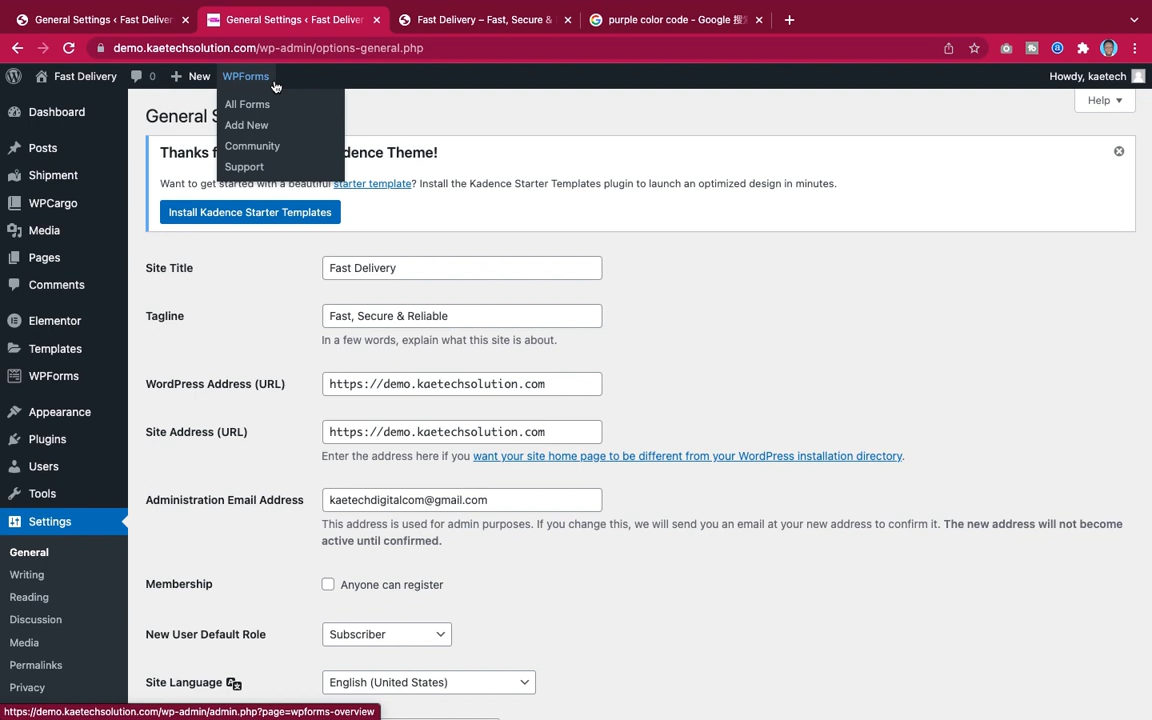 General Settings < Fast Deliver
General Settings < Fast Deliver
Fast Delivery – Fast, Secure &
purple color code - Google 搜
demo.kaetechsolution.com/wp-admin/options-general.php
Fast Delivery
0
New
WPForms
Howdy, kaetech
All Forms
Add New
Community
Support
Help ▼
Dashboard
Posts
Shipment
WPCargo
Media
Pages
Comments
Elementor
Templates
WPForms
Appearance
Plugins
Users
Tools
Settings
General
Writing
Reading
Discussion
Media
Permalinks
Privacy
General S
Thanks f adence Theme!
Want to get started with a beautiful starter template? Install the Kadence Starter Templates plugin to launch an optimized design in minutes.
Install Kadence Starter Templates
Site Title
Fast Delivery
Tagline
Fast, Secure & Reliable
In a few words, explain what this site is about.
WordPress Address (URL)
https://demo.kaetechsolution.com
Site Address (URL)
https://demo.kaetechsolution.com
Enter the address here if you want your site home page to be different from your WordPress installation directory.
Administration Email Address
kaetechdigitalcom@gmail.com
This address is used for admin purposes. If you change this, we will send you an email at your new address to confirm it. The new address will not become
active until confirmed.
Membership
Anyone can register
New User Default Role
Subscriber
Site Language
English (United States)
https://demo.kaetechsolution.com/wp-admin/admin.php?page=wpforms-overview